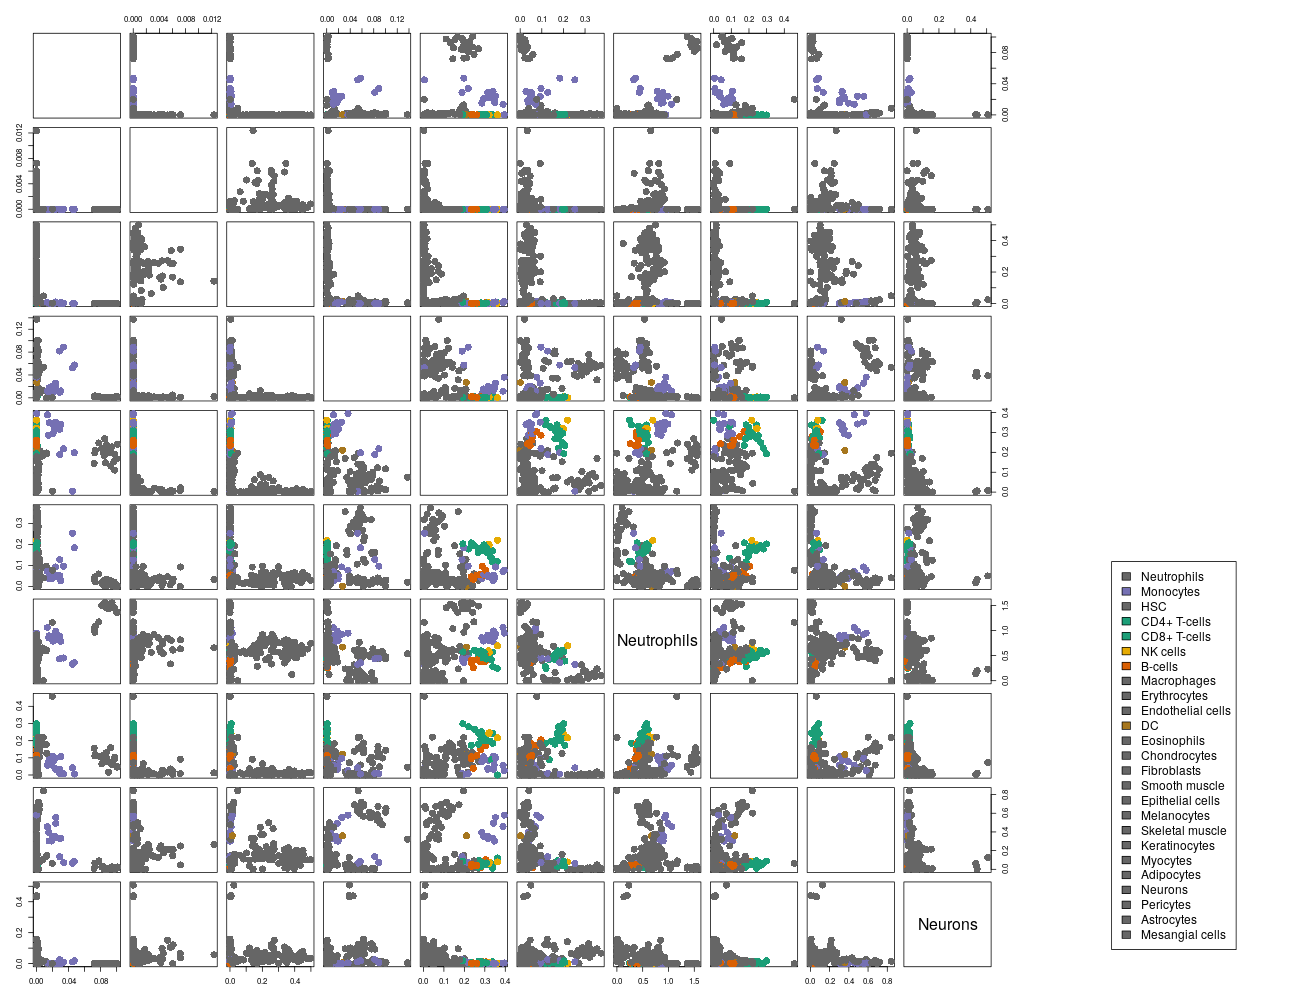 0.000 0.004 0.008 0.012
0.00 0.04 0.08 0.12
0.0 0.1 0.2 0.3
0.0 0.1 0.2 0.3 0.4
0.0 0.2 0.4
0.00 0.04 0.08
0.000 0.004 0.008 0.012
0.0 0.2 0.4
0.00 0.04 0.08 0.12
0.0 0.1 0.2 0.3 0.4
0.0 0.1 0.2 0.3
Neutrophils
0.0 0.5 1.0 1.5
0.0 0.1 0.2 0.3 0.4
0.0 0.2 0.4 0.6 0.8
Neurons
0.0 0.2 0.4
0.00 0.04 0.08
0.0 0.2 0.4
0.0 0.1 0.2 0.3 0.4
0.0 0.5 1.0 1.5
0.0 0.2 0.4 0.6 0.8
Neutrophils
Monocytes
HSC
CD4+ T-cells
CD8+ T-cells
NK cells
B-cells
Macrophages
Erythrocytes
Endothelial cells
DC
Eosinophils
Chondrocytes
Fibroblasts
Smooth muscle
Epithelial cells
Melanocytes
Skeletal muscle
Keratinocytes
Myocytes
Adipocytes
Neurons
Pericytes
Astrocytes
Mesangial cells